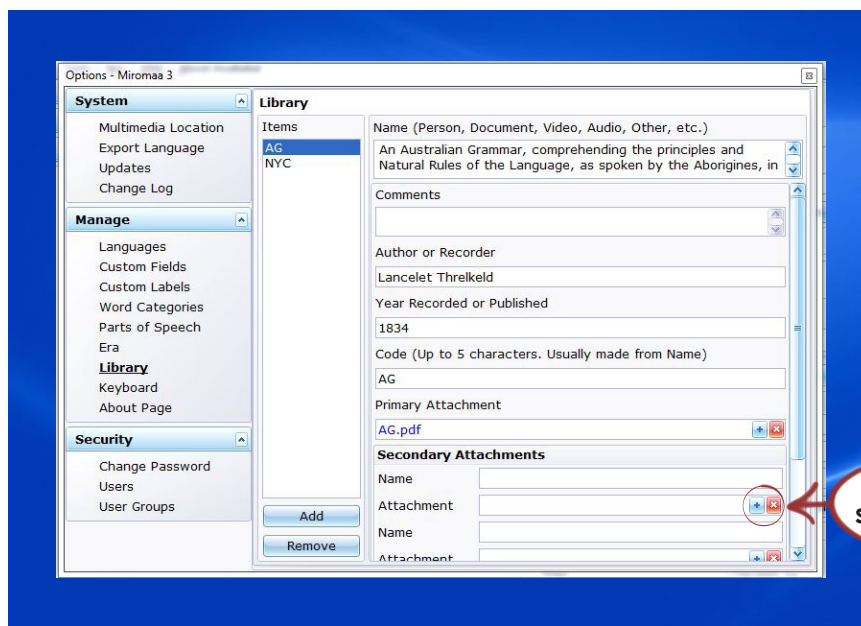 Options - Miromaa 3
System
Multimedia Location
Export Language
Updates
Change Log
Manage
Languages
Custom Fields
Custom Labels
Word Categories
Parts of Speech
Era
Library
Keyboard
About Page
Security
Change Password
Users
User Groups
Library
Items
AG
NYC
Add
Remove
Name (Person, Document, Video, Audio, Other, etc.)
An Australian Grammar, comprehending the principles and
Natural Rules of the Language, as spoken by the Aborigines, in
Comments
Author or Recorder
Lancelet Threlkeld
Year Recorded or Published
1834
Code (Up to 5 characters. Usually made from Name)
AG
Primary Attachment
AG.pdf
Secondary Attachments
Name
Attachment
Name
Attachment